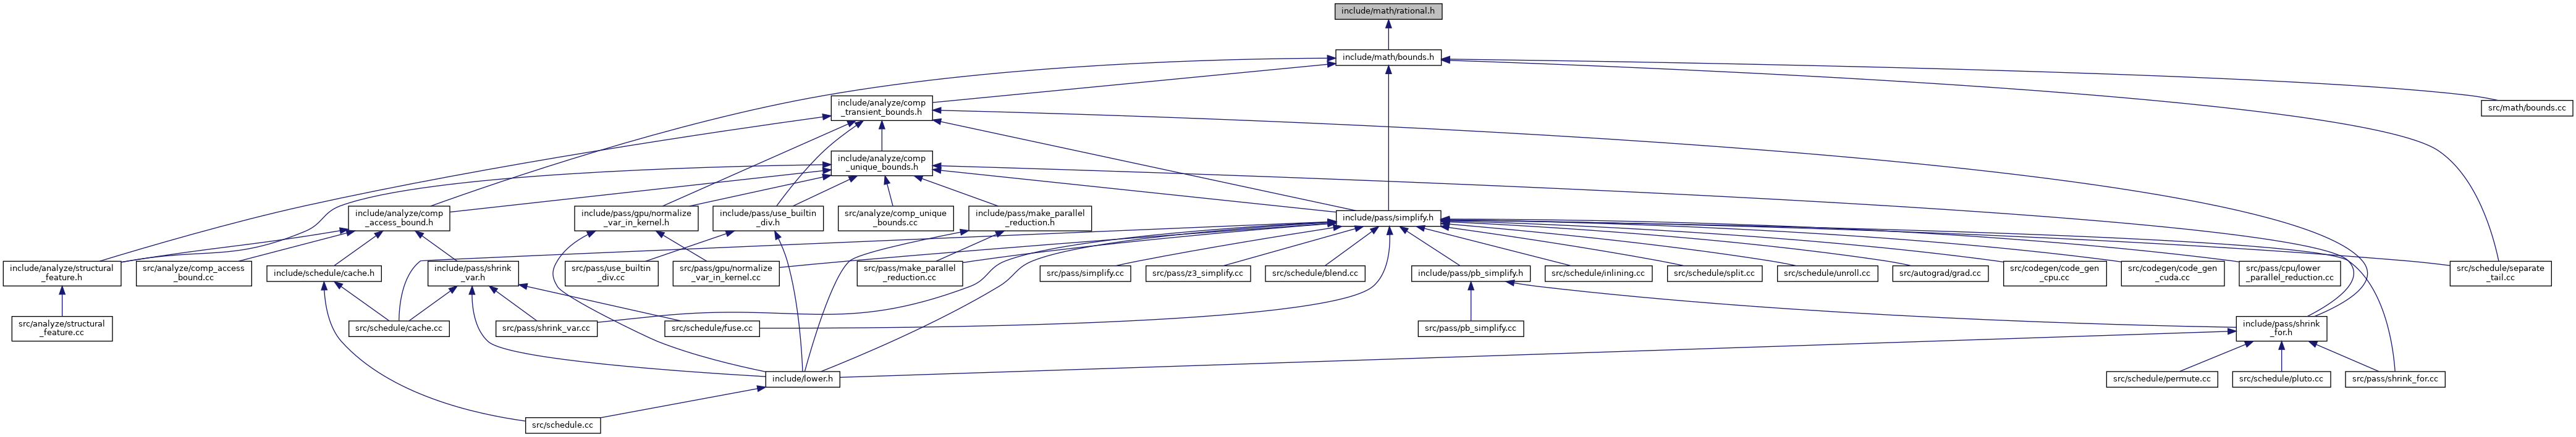 include/math/rational.h
include/math/bounds.h
include/analyze/comp
_transient_bounds.h
src/math/bounds.cc
include/analyze/comp
_unique_bounds.h
include/analyze/comp
_access_bound.h
include/pass/gpu/normalize
_var_in_kernel.h
include/pass/use_builtin
_div.h
src/analyze/comp_unique
_bounds.cc
include/pass/make_parallel
_reduction.h
include/pass/simplify.h
include/analyze/structural
_feature.h
src/analyze/comp_access
_bound.cc
include/schedule/cache.h
include/pass/shrink
_var.h
src/pass/use_builtin
_div.cc
src/pass/gpu/normalize
_var_in_kernel.cc
src/pass/make_parallel
_reduction.cc
src/pass/simplify.cc
src/pass/z3_simplify.cc
src/schedule/blend.cc
include/pass/pb_simplify.h
src/schedule/inlining.cc
src/schedule/split.cc
src/schedule/unroll.cc
src/autograd/grad.cc
src/codegen/code_gen
_cpu.cc
src/codegen/code_gen
_cuda.cc
src/pass/cpu/lower
_parallel_reduction.cc
src/schedule/separate
_tail.cc
src/analyze/structural
_feature.cc
src/schedule/cache.cc
src/pass/shrink_var.cc
src/schedule/fuse.cc
src/pass/pb_simplify.cc
include/pass/shrink
_for.h
include/lower.h
src/schedule/permute.cc
src/schedule/pluto.cc
src/pass/shrink_for.cc
src/schedule.cc